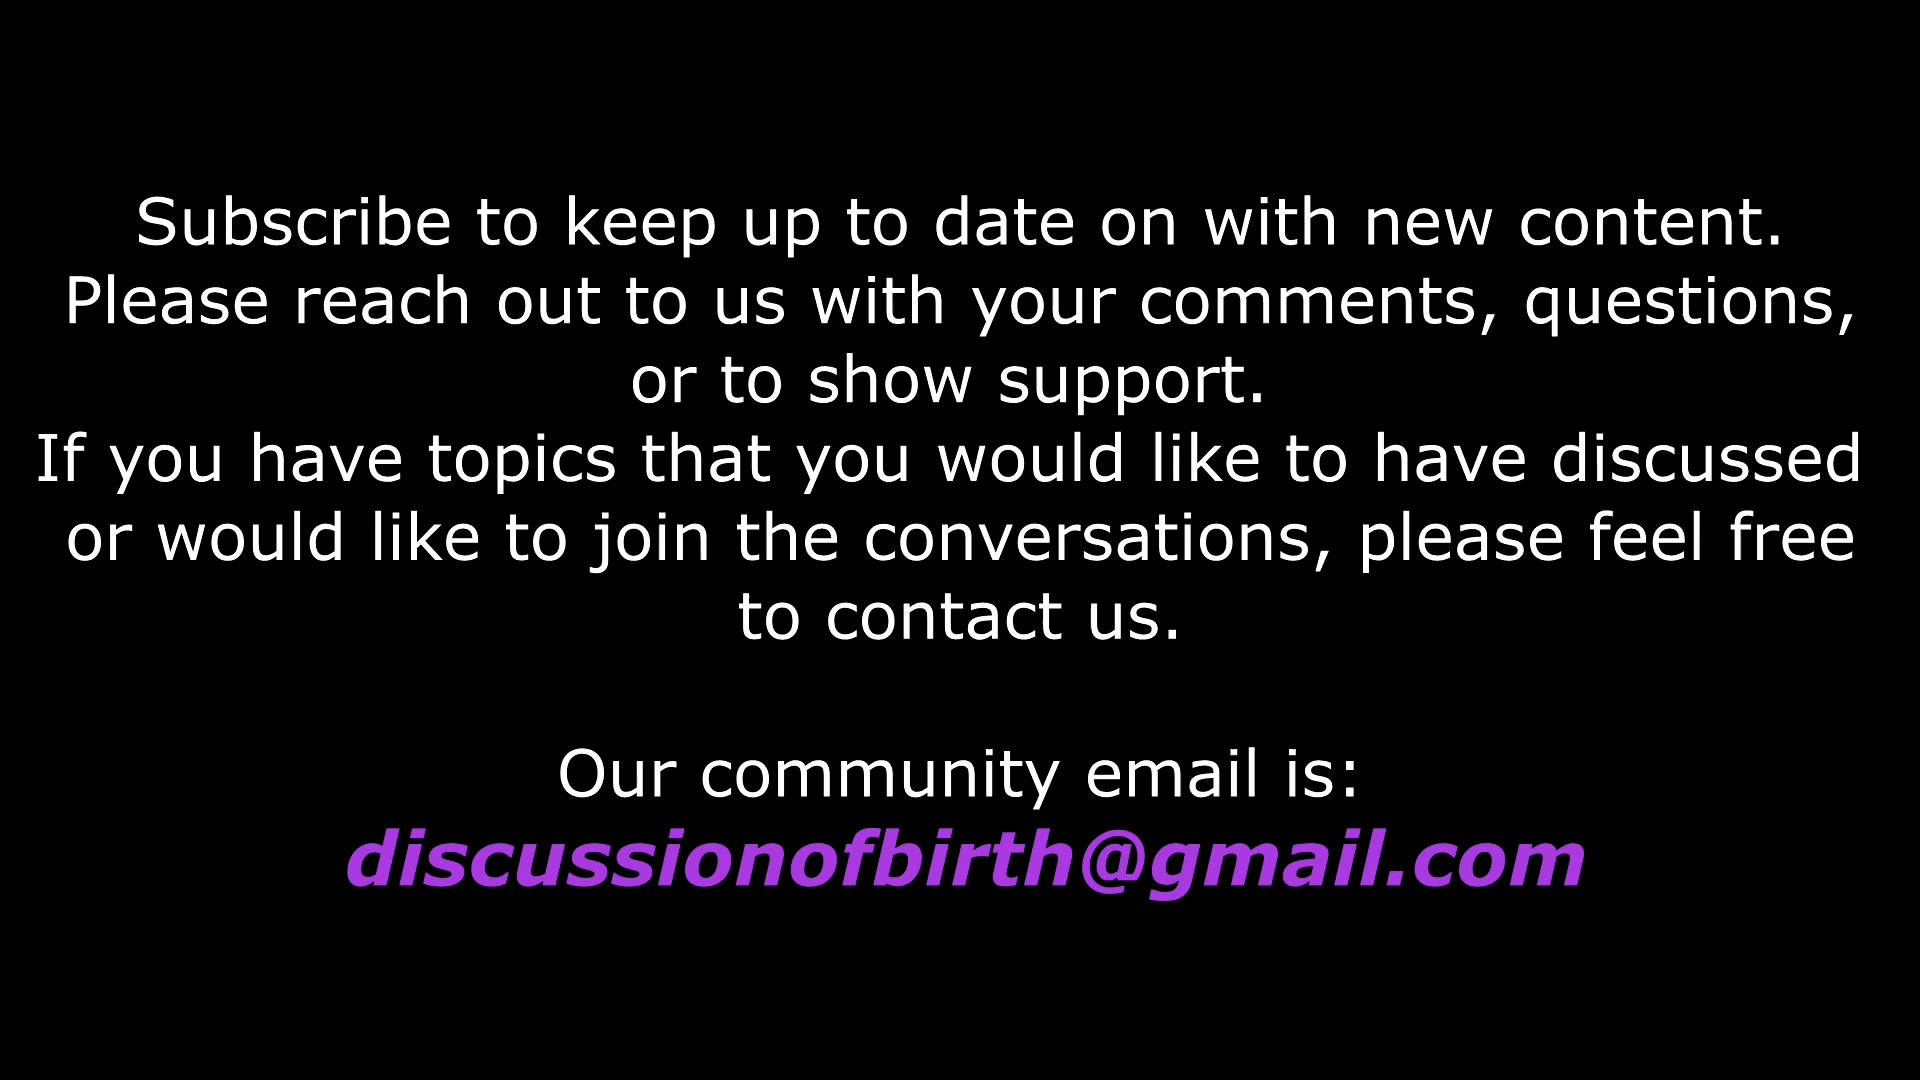 Subscribe to keep up to date on with new content.
Please reach out to us with your comments, questions,
or to show support.
If you have topics that you would like to have discussed
or would like to join the conversations, please feel free
to contact us.
Our community email is:
discussionofbirth@gmail.com